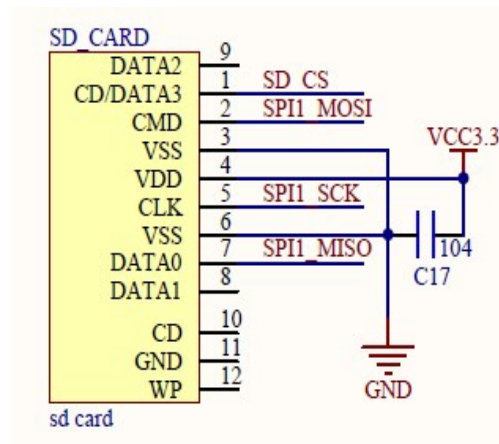 SD_CARD
DATA2 9
CD/DATA3 1 SD_CS
CMD 2 SPI1_MOSI
VSS 3
VDD 4 VCC3.3
CLK 5 SPI1_SCK
VSS 6
DATA0 7 SPI1_MISO 104
DATA1 8 C17
CD 10
GND 11
WP 12 GND
sd card